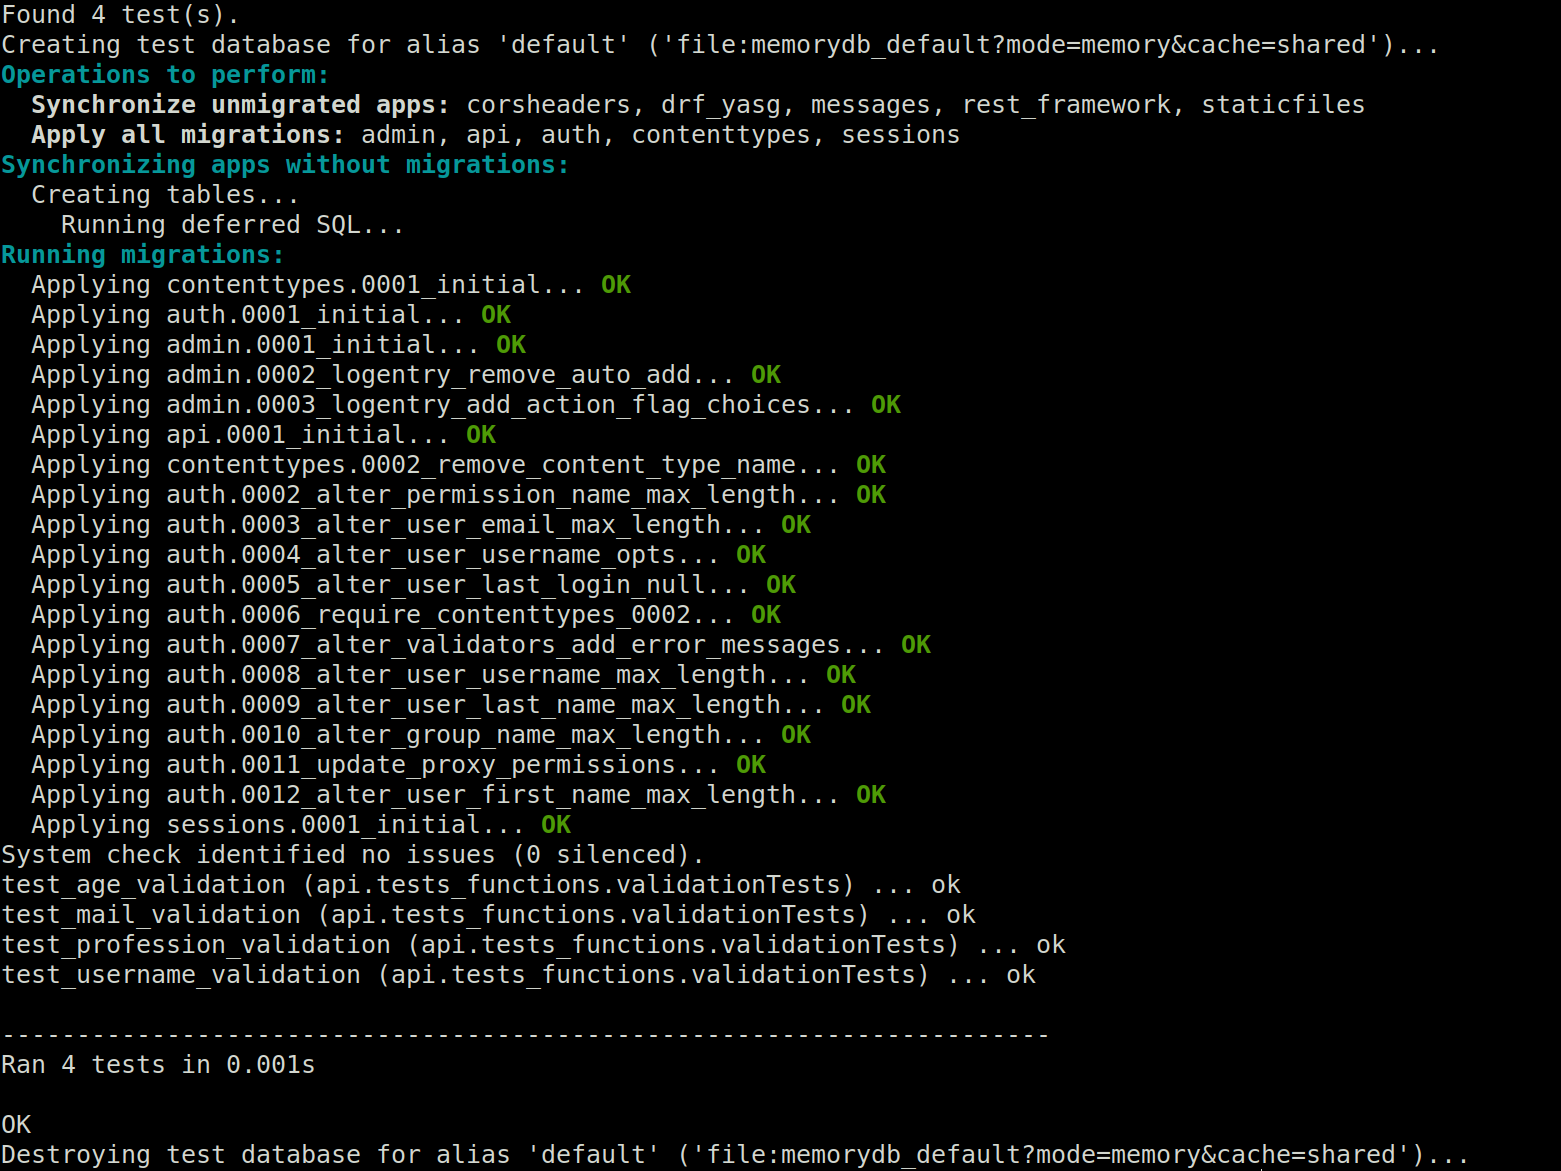 Found 4 test(s).
Creating test database for alias 'default' ('file:memorydb_default?mode=memory&cache=shared')...
Operations to perform:
  Synchronize unmigrated apps: corsheaders, drf_yasg, messages, rest_framework, staticfiles
  Apply all migrations: admin, api, auth, contenttypes, sessions
Synchronizing apps without migrations:
  Creating tables...
    Running deferred SQL...
Running migrations:
  Applying contenttypes.0001_initial... OK
  Applying auth.0001_initial... OK
  Applying admin.0001_initial... OK
  Applying admin.0002_logentry_remove_auto_add... OK
  Applying admin.0003_logentry_add_action_flag_choices... OK
  Applying api.0001_initial... OK
  Applying contenttypes.0002_remove_content_type_name... OK
  Applying auth.0002_alter_permission_name_max_length... OK
  Applying auth.0003_alter_user_email_max_length... OK
  Applying auth.0004_alter_user_username_opts... OK
  Applying auth.0005_alter_user_last_login_null... OK
  Applying auth.0006_require_contenttypes_0002... OK
  Applying auth.0007_alter_validators_add_error_messages... OK
  Applying auth.0008_alter_user_username_max_length... OK
  Applying auth.0009_alter_user_last_name_max_length... OK
  Applying auth.0010_alter_group_name_max_length... OK
  Applying auth.0011_update_proxy_permissions... OK
  Applying auth.0012_alter_user_first_name_max_length... OK
  Applying sessions.0001_initial... OK
System check identified no issues (0 silenced).
test_age_validation (api.tests_functions.validationTests) ... ok
test_mail_validation (api.tests_functions.validationTests) ... ok
test_profession_validation (api.tests_functions.validationTests) ... ok
test_username_validation (api.tests_functions.validationTests) ... ok

----------------------------------------------------------------------
Ran 4 tests in 0.001s

OK
Destroying test database for alias 'default' ('file:memorydb_default?mode=memory&cache=shared')...